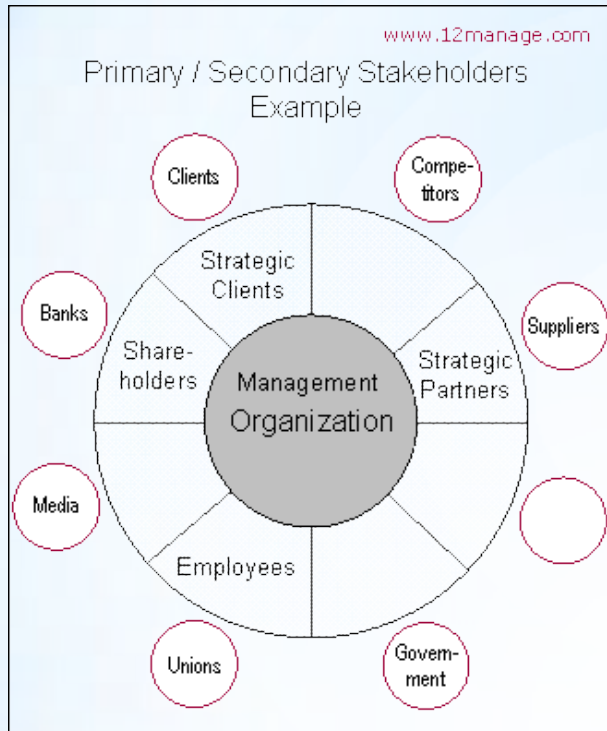 www.12manage.com
Primary / Secondary Stakeholders
Example
Clients
Compe-
titors
Strategic
Clients
Banks
Suppliers
Share-
holders
Strategic
Partners
Management
Organization
Media
Employees
Unions
Govern-
ment